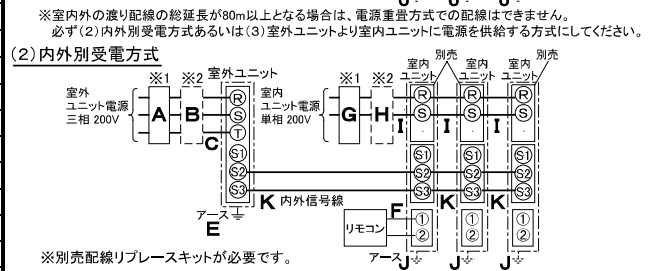 ※室内外の渡り配線の総延長が80m以上となる場合は、電源重畳方式での配線はできません。
必ず(2)内外別受電方式あるいは(3)室外ユニットより室内ユニットに電源を供給する方式にしてください。
(2)内外別受電方式
※1 ※2 室外ユニット
室外
ユニット電源
三相 200V
A
B
C
R
S
T
S1
S2
S3
アース
E
※1 ※2
室内
ユニット電源
単相 200V
G
H
別売 別売
室内
ユニット
室内
ユニット
室内
ユニット
R R R
S S S
I I I
S1 S1 S1
S2 S2 S2
S3 S3 S3
K 内外信号線
K K
F
リモコン
① ① ①
② ② ②
アース
J J J
※別売配線リプレースキットが必要です。